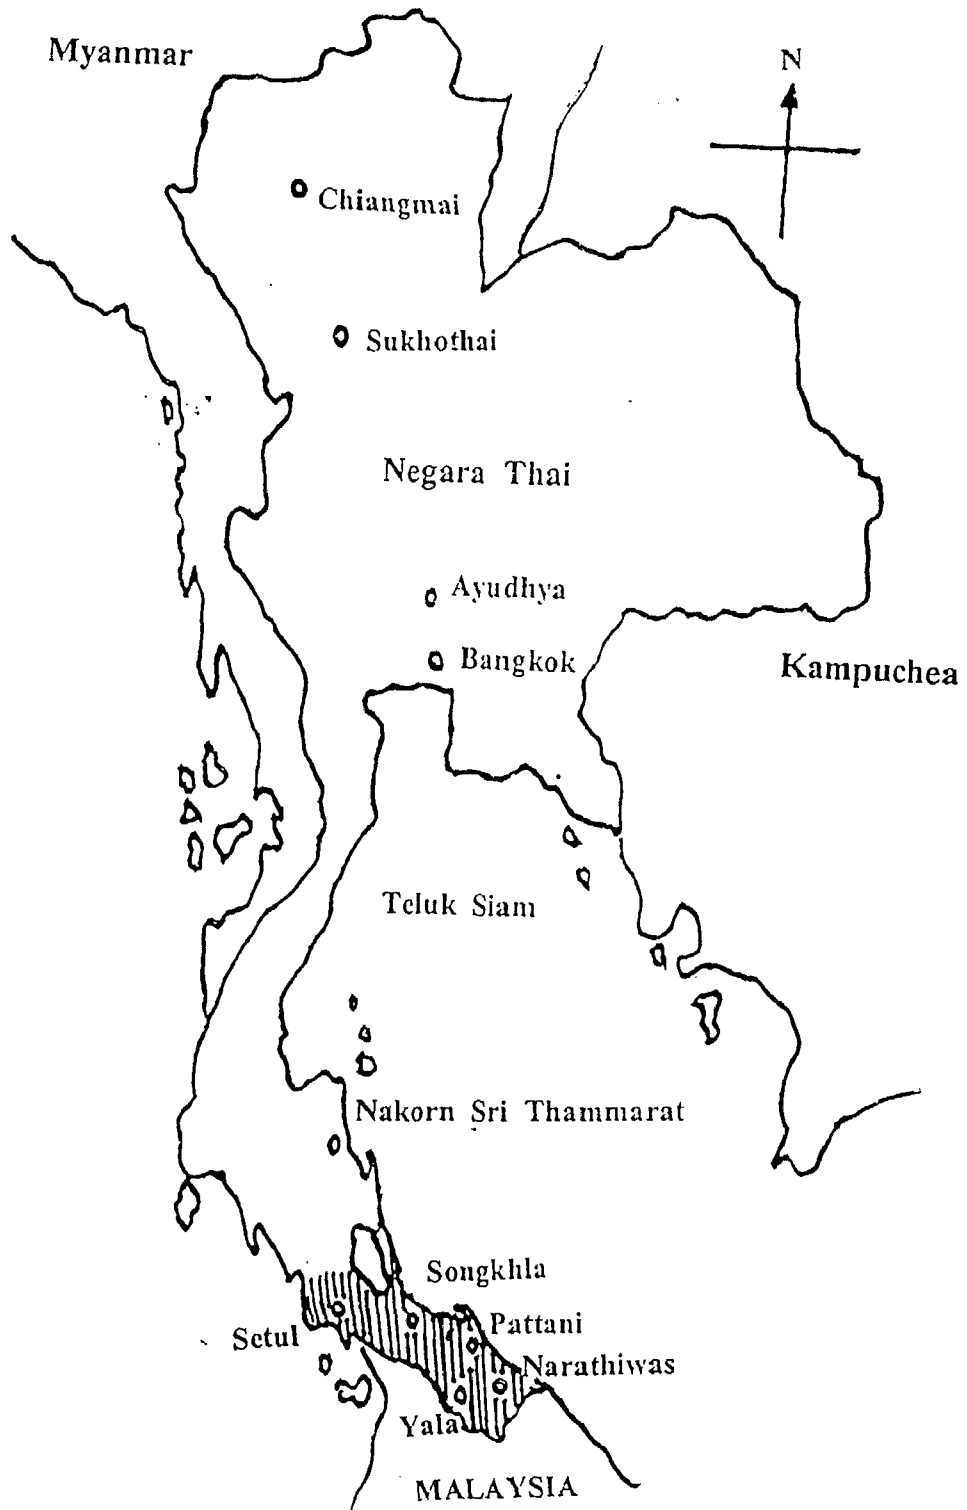 Myanmar
N
Chiangmai
Sukhothai
Negara Thai
Ayudhya
Bangkok
Kampuchea
Teluk Siam
Nakorn Sri Thammarat
Songkhla
Setul
Pattani
Narathiwas
Yala
MALAYSIA